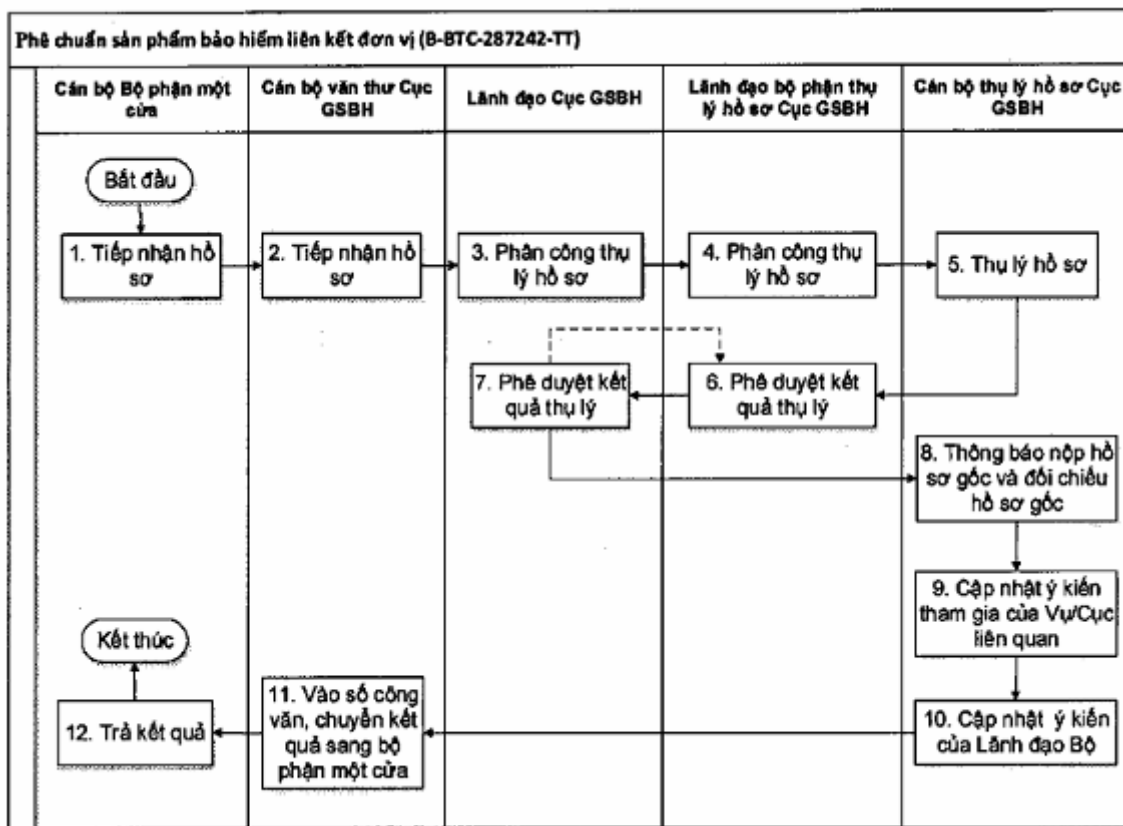 Phê chuẩn sản phẩm bảo hiểm liên kết đơn vị (B-BTC-287242-TT)
Cán bộ Bộ phận một
cửa
Cán bộ văn thư Cục
GSBH
Lãnh đạo Cục GSBH
Lãnh đạo bộ phận thụ
lý hồ sơ Cục GSBH
Cán bộ thụ lý hồ sơ Cục
GSBH
Bắt đầu
1. Tiếp nhận hồ
sơ
2. Tiếp nhận hồ
sơ
3. Phân công thụ
lý hồ sơ
4. Phân công thụ
lý hồ sơ
5. Thụ lý hồ sơ
7. Phê duyệt kết
quả thụ lý
6. Phê duyệt kết
quả thụ lý
8. Thông báo nộp hồ
sơ gốc và đối chiếu
hồ sơ gốc
9. Cập nhật ý kiến
tham gia của Vụ/Cục
liên quan
Kết thúc
12. Trả kết quả
11. Vào số công
văn, chuyển kết
quả sang bộ
phận một cửa
10. Cập nhật ý kiến
của Lãnh đạo Bộ